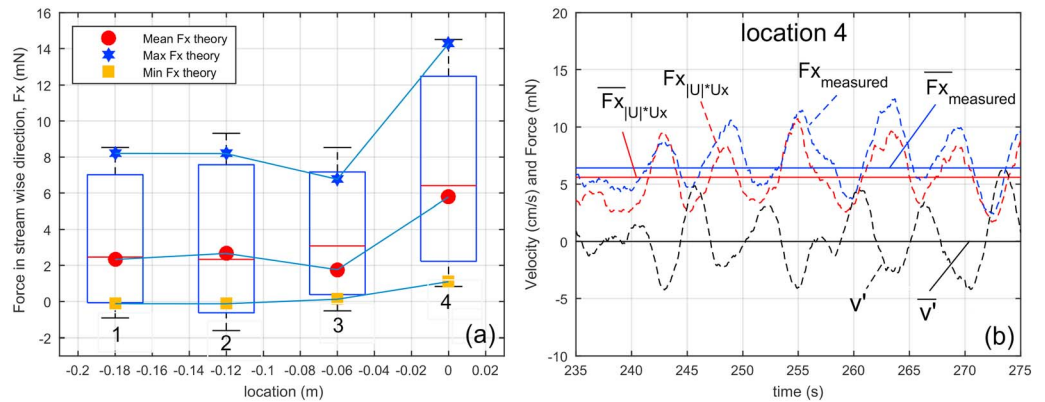 Force in stream wise direction, Fx (mN)
16
14
12
10
8
6
4
2
0
-2
Mean Fx theory
Max Fx theory
Min Fx theory
1
2
3
4
(a)
-0.2 -0.18 -0.16 -0.14 -0.12 -0.1 -0.08 -0.06 -0.04 -0.02 0 0.02
location (m)
Velocity (cm/s) and Force (mN)
20
15
10
5
0
-5
-10
location 4
Fx|U|*Ux
Fx|U|*Ux
Fxmeasured
Fxmeasured
v'
v'
(b)
235 240 245 250 255 260 265 270 275
time (s)